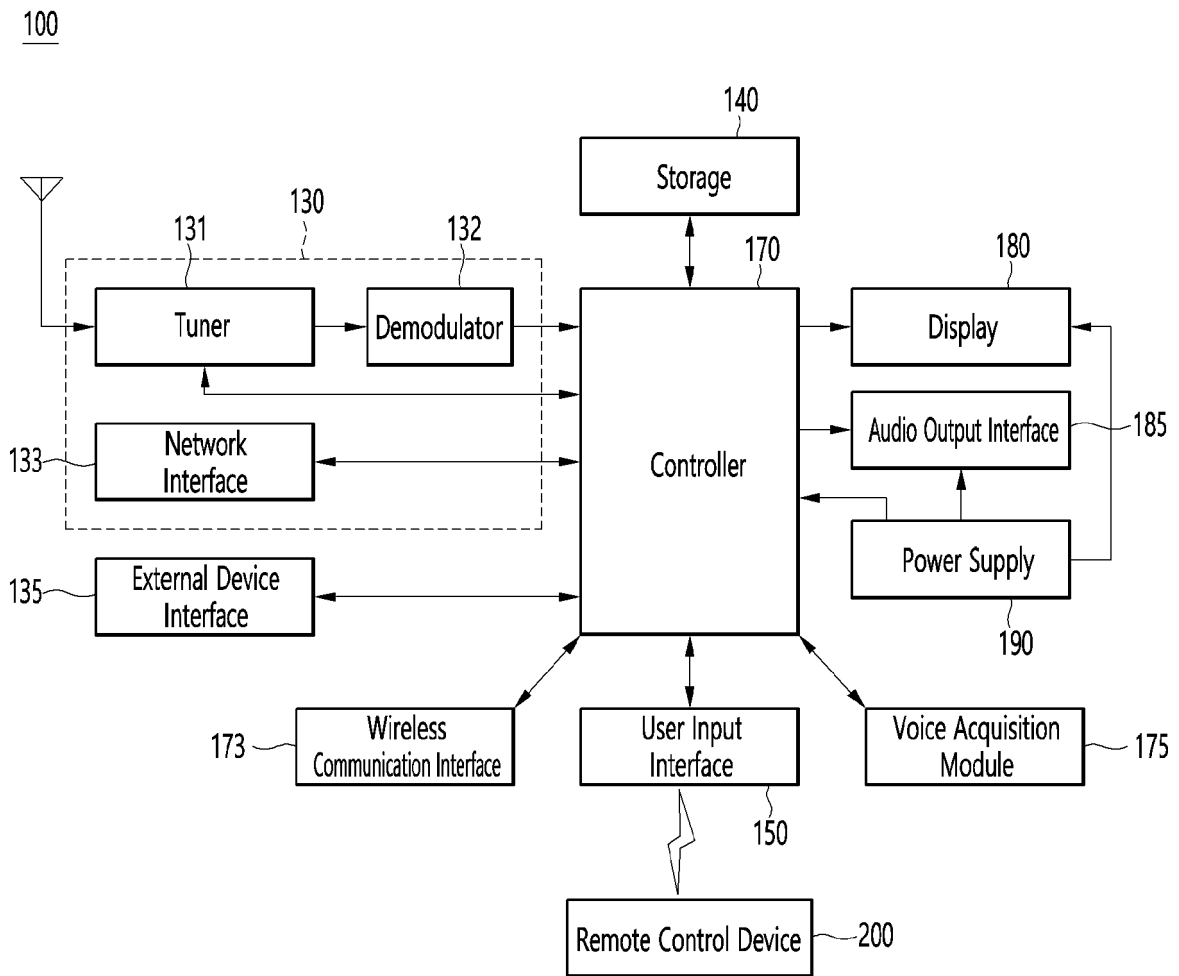 100
140
Storage
130
131
132
170
180
Tuner
Demodulator
Display
Audio Output Interface
185
133
Network
Interface
Controller
Power Supply
190
135
External Device
Interface
173
Wireless
Communication Interface
User Input
Interface
150
Voice Acquisition
Module
175
Remote Control Device
200